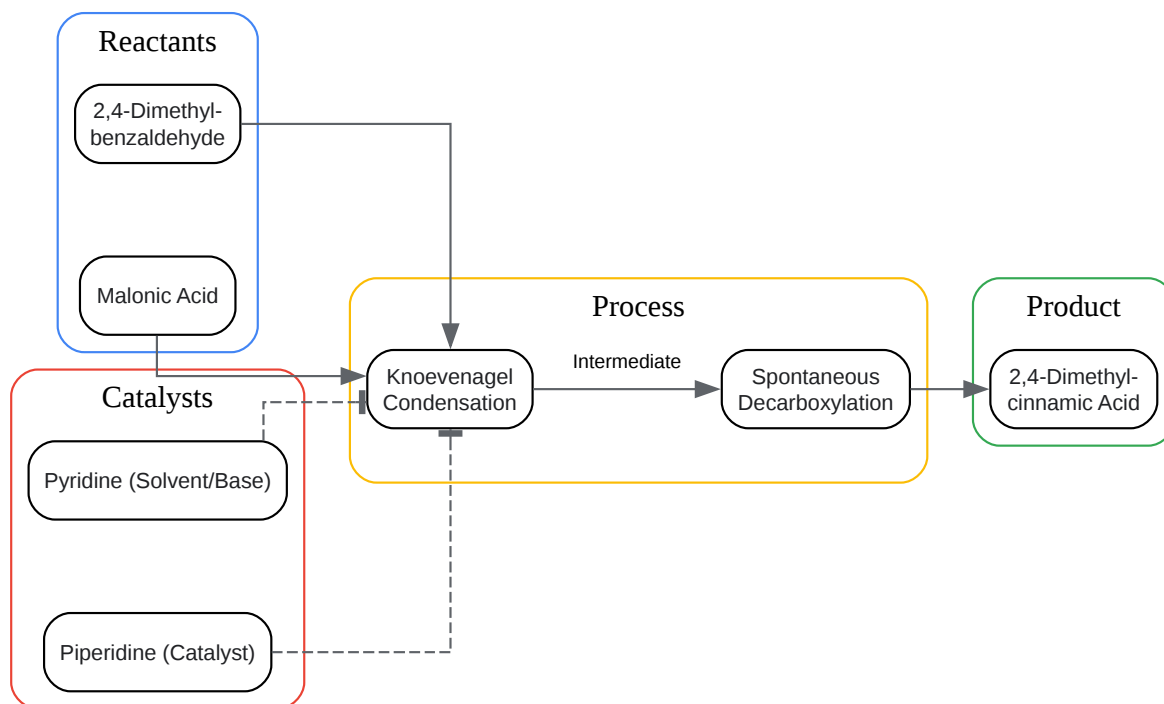 Reactants
2,4-Dimethyl-
benzaldehyde
Malonic Acid
Catalysts
Pyridine (Solvent/Base)
Piperidine (Catalyst)
Process
Knoevenagel
Condensation
Intermediate
Spontaneous
Decarboxylation
Product
2,4-Dimethyl-
cinnamic Acid